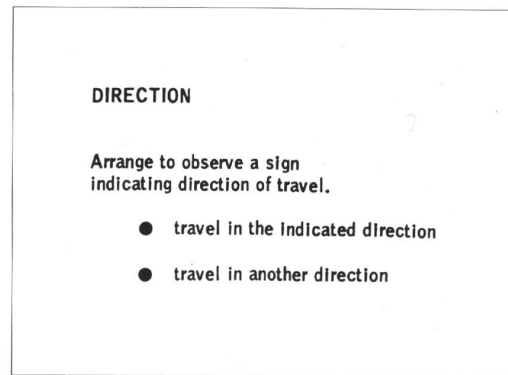 DIRECTION
Arrange to observe a sign
indicating direction of travel.
● travel in the indicated direction
● travel in another direction